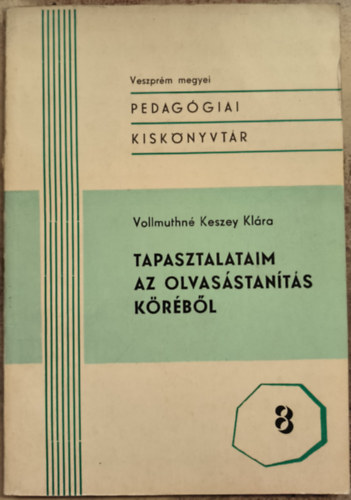 Veszprém megyei
PEDAGÓGIAI
KISKÖNYVTÁR
Vollmuthné Keszey Klára
TAPASZTALATAIM
AZ OLVASÁSTANÍTÁS
KÖRÉBŐL
8